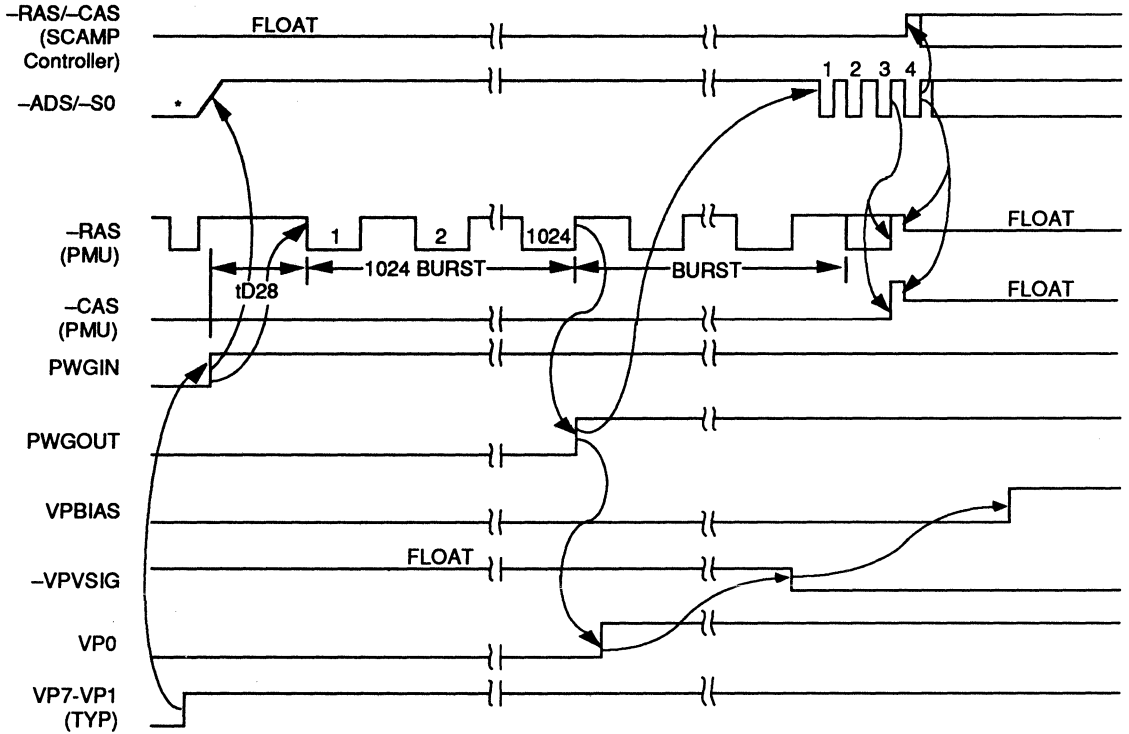 –RAS/–CAS
(SCAMP
Controller)
FLOAT
1 2 3 4
–ADS/–S0
*
–RAS
(PMU)
1 2 1024
FLOAT
1024 BURST
BURST
tD28
–CAS
(PMU)
FLOAT
PWGIN
PWGOUT
VPBIAS
–VPVSIG
FLOAT
VP0
VP7-VP1
(TYP)